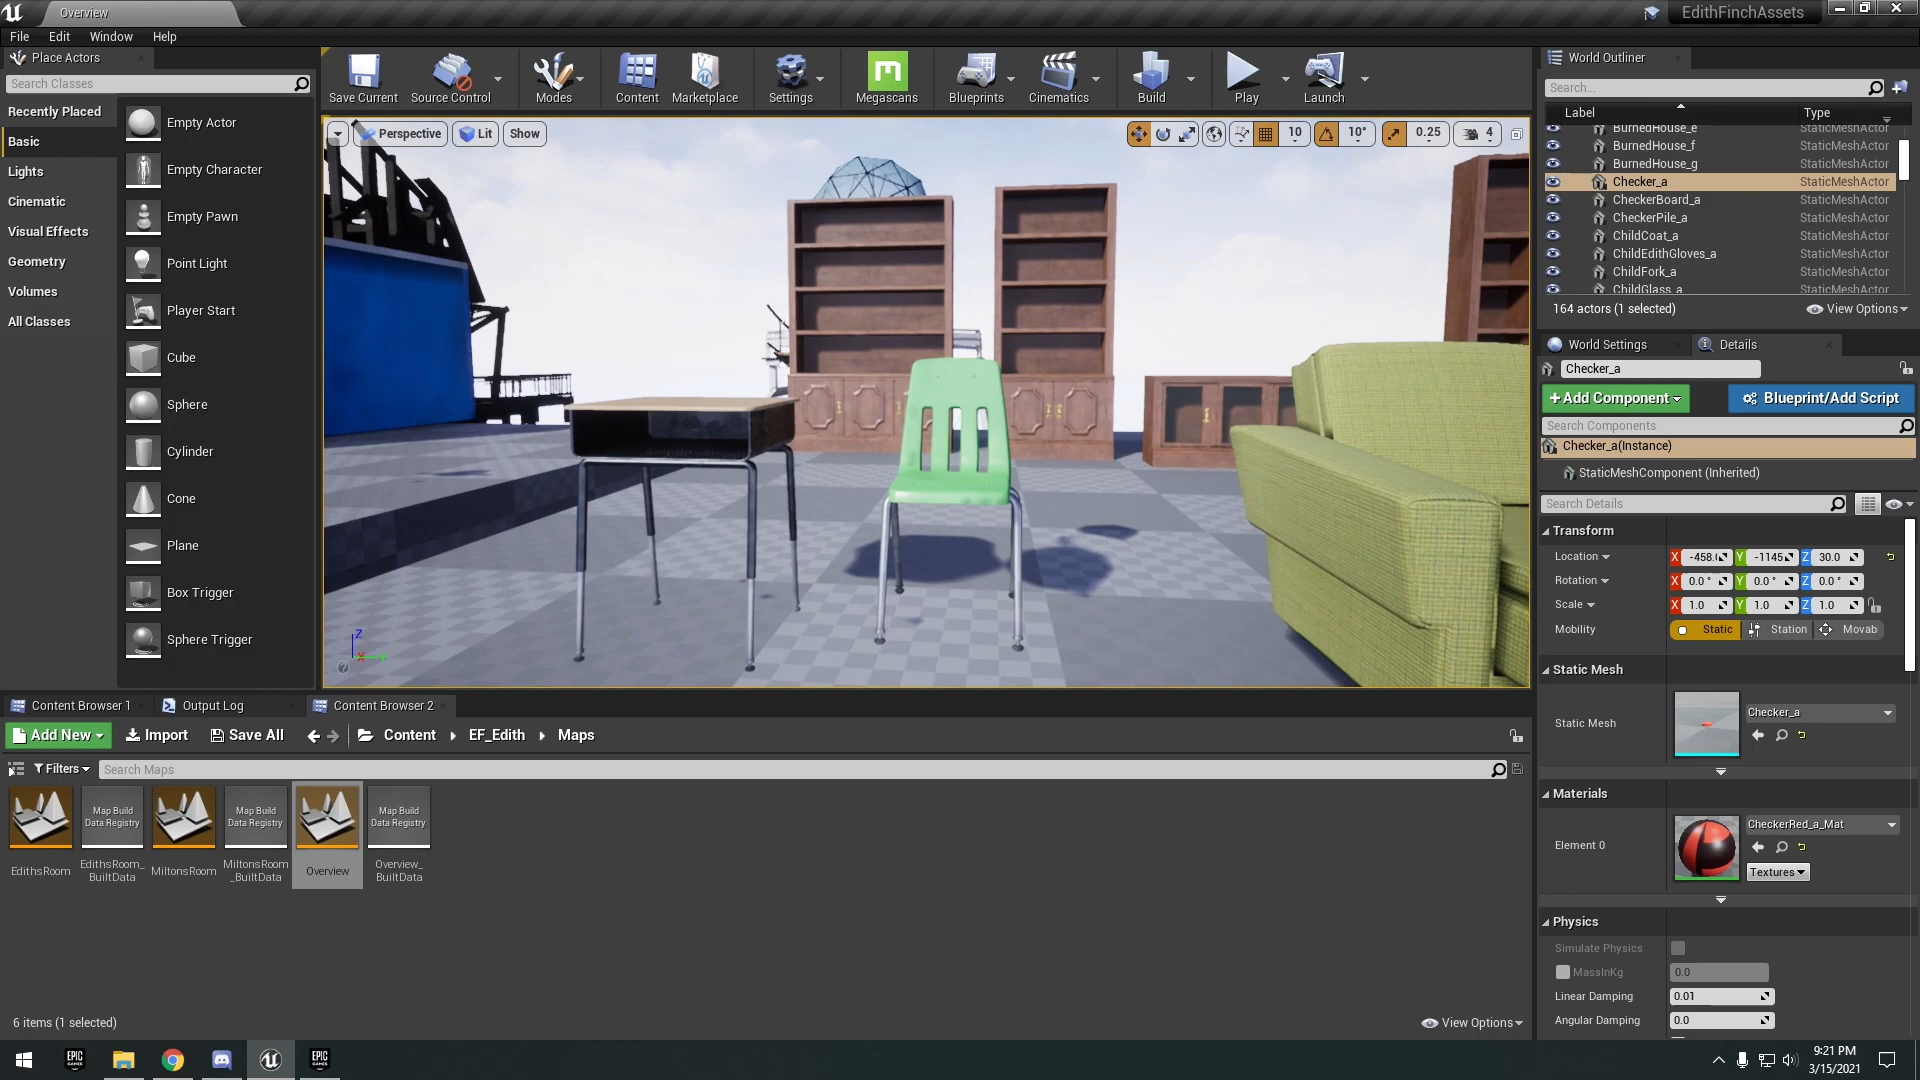 Overview
EdithFinchAssets
File Edit Window Help
Place Actors
Search Classes
Recently Placed
Basic
Lights
Cinematic
Visual Effects
Geometry
Volumes
All Classes
Empty Actor
Empty Character
Empty Pawn
Point Light
Player Start
Cube
Sphere
Cylinder
Cone
Plane
Box Trigger
Sphere Trigger
Save Current Source Control Modes Content Marketplace Settings Megascans Blueprints Cinematics Build Play Launch
Perspective Lit Show
10 10° 0.25 4
Z
X
World Outliner
Search...
Label Type
BurnedHouse_e StaticMeshActor
BurnedHouse_f StaticMeshActor
BurnedHouse_g StaticMeshActor
Checker_a StaticMeshActor
CheckerBoard_a StaticMeshActor
CheckerPile_a StaticMeshActor
ChildCoat_a StaticMeshActor
ChildEdithGloves_a StaticMeshActor
ChildFork_a StaticMeshActor
ChildGlass_a StaticMeshActor
164 actors (1 selected) View Options
World Settings Details
Checker_a
+Add Component Blueprint/Add Script
Search Components
Checker_a(Instance)
StaticMeshComponent (Inherited)
Search Details
Transform
Location X -458. Y -1145 Z 30.0
Rotation X 0.0 ° Y 0.0 ° Z 0.0 °
Scale X 1.0 Y 1.0 Z 1.0
Mobility Static Station Movab
Static Mesh
Static Mesh Checker_a
Materials
Element 0 CheckerRed_a_Mat
Textures
Physics
Simulate Physics
MassInKg 0.0
Linear Damping 0.01
Angular Damping 0.0
Content Browser 1 Output Log Content Browser 2
Add New Import Save All Content EF_Edith Maps
Filters Search Maps
Map Build
Data Registry
Map Build
Data Registry
Map Build
Data Registry
EdithsRoom
EdithsRoom_
BuiltData
MiltonsRoom
MiltonsRoom
_BuiltData
Overview
Overview_
BuiltData
6 items (1 selected) View Options
EPIC
GAMES
EPIC
GAMES
9:21 PM
3/15/2021